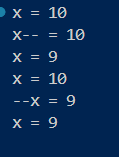 x = 10
x-- = 10
x = 9
x = 10
--x = 9
x = 9